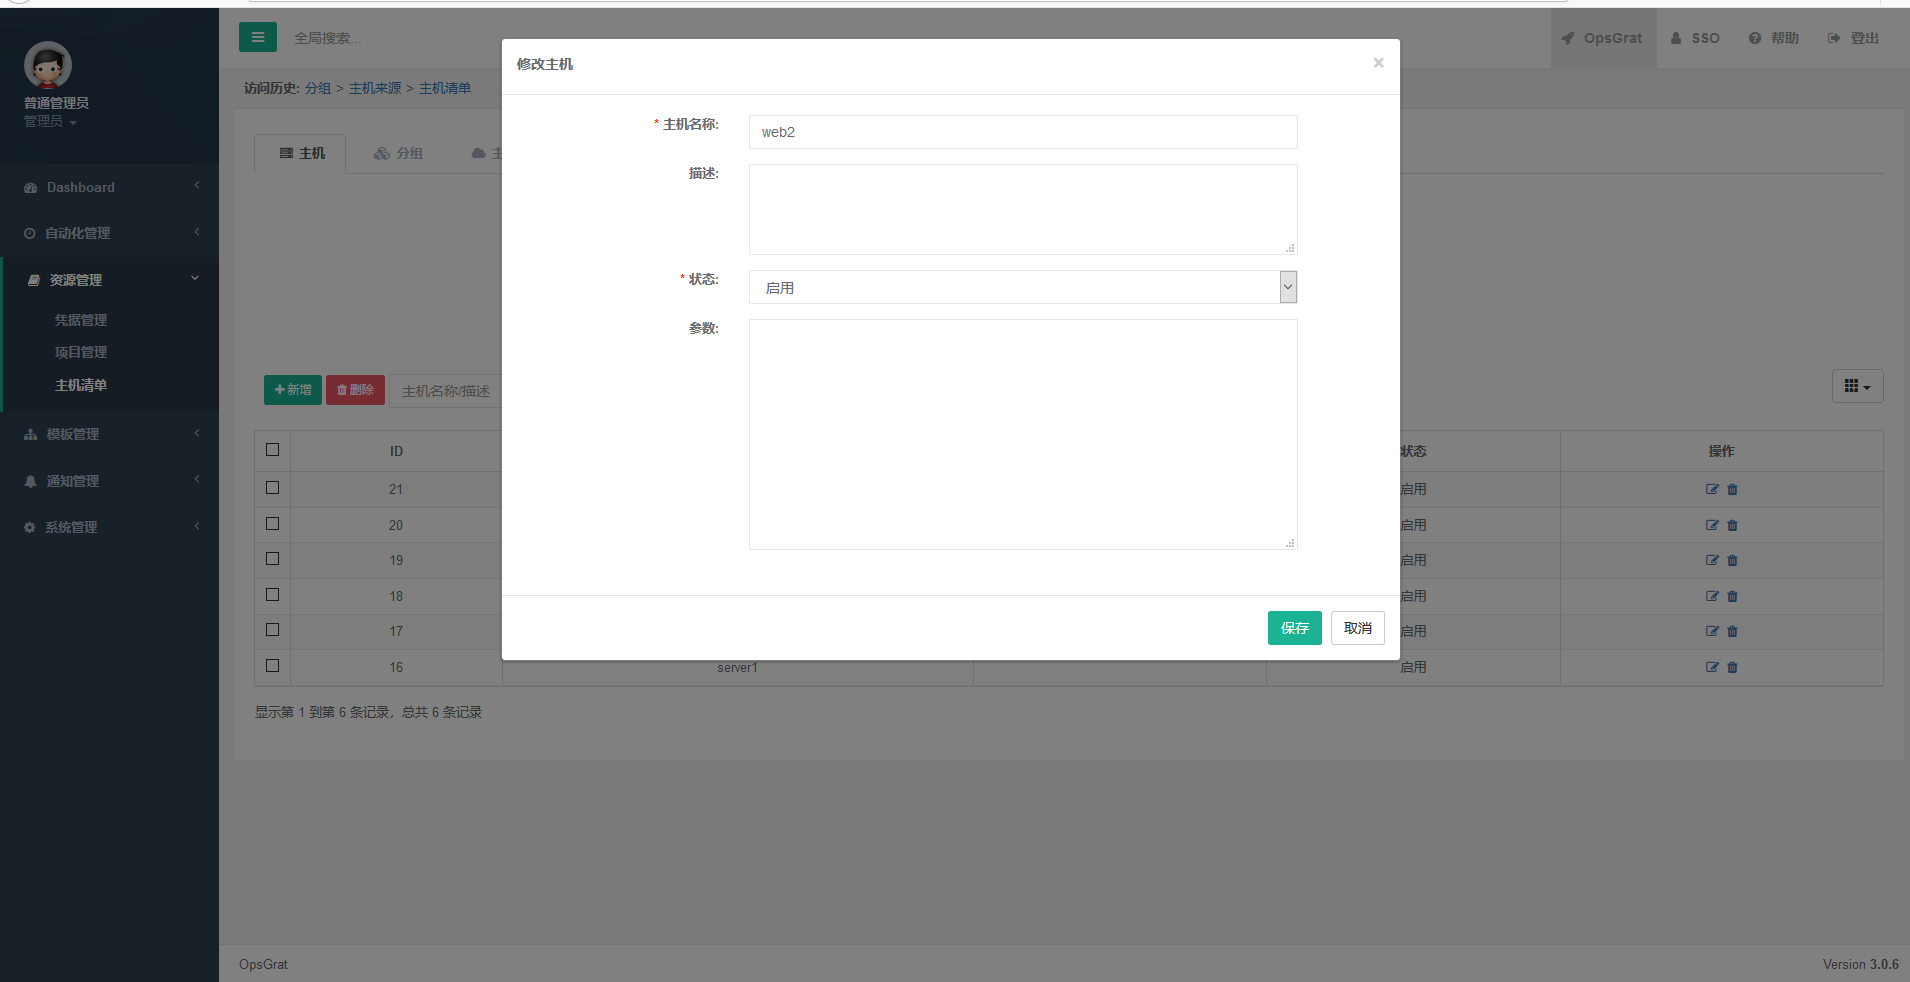 普通管理员
管理员
Dashboard
自动化管理
资源管理
凭据管理
项目管理
主机清单
模板管理
通知管理
系统管理
全局搜索...
OpsGrat
SSO
帮助
登出
访问历史: 分组 > 主机来源 > 主机清单
主机
分组
主
修改主机
×
* 主机名称:
web2
描述:
* 状态:
启用
参数:
保存
取消
新增
删除
主机名称/描述
ID
状态
操作
21
启用
20
启用
19
启用
18
启用
17
启用
16
server1
启用
显示第 1 到第 6 条记录，总共 6 条记录
OpsGrat
Version 3.0.6